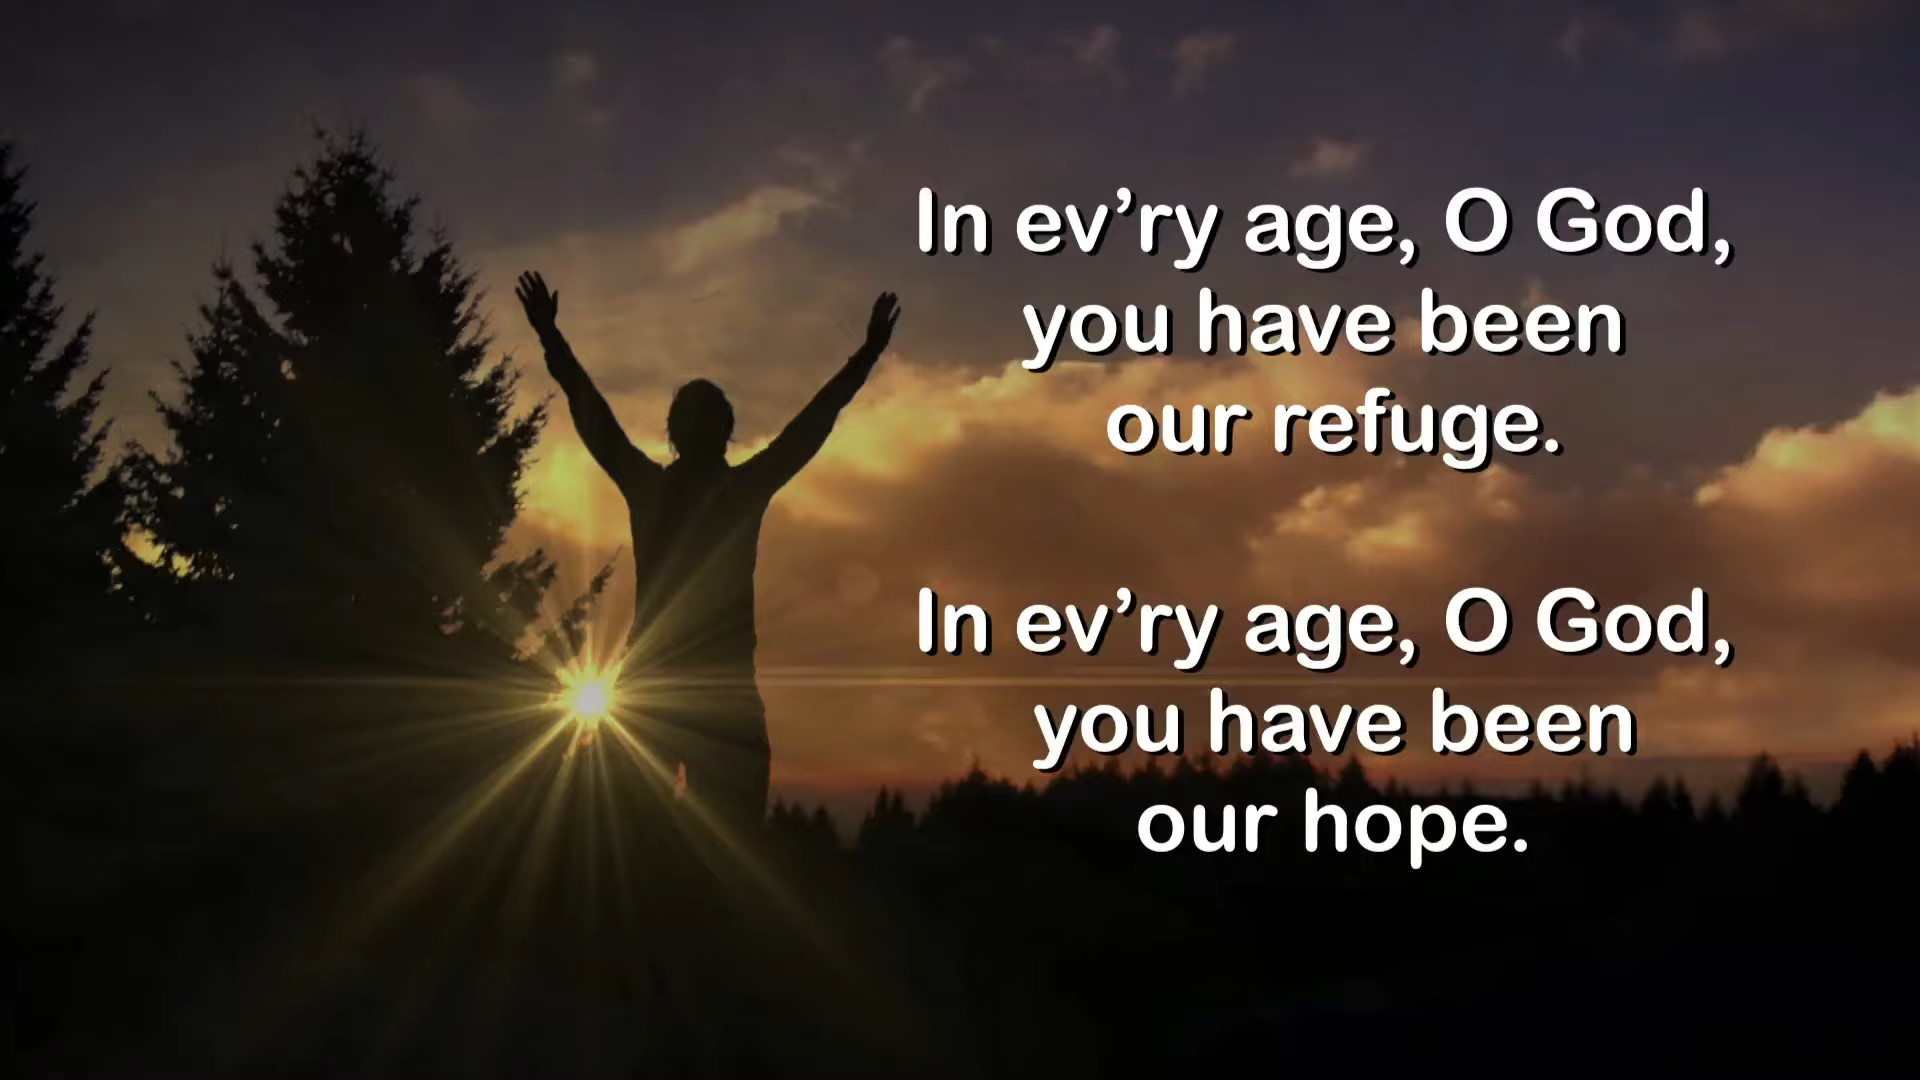 In ev’ry age, O God,
you have been
our refuge.
In ev’ry age, O God,
you have been
our hope.